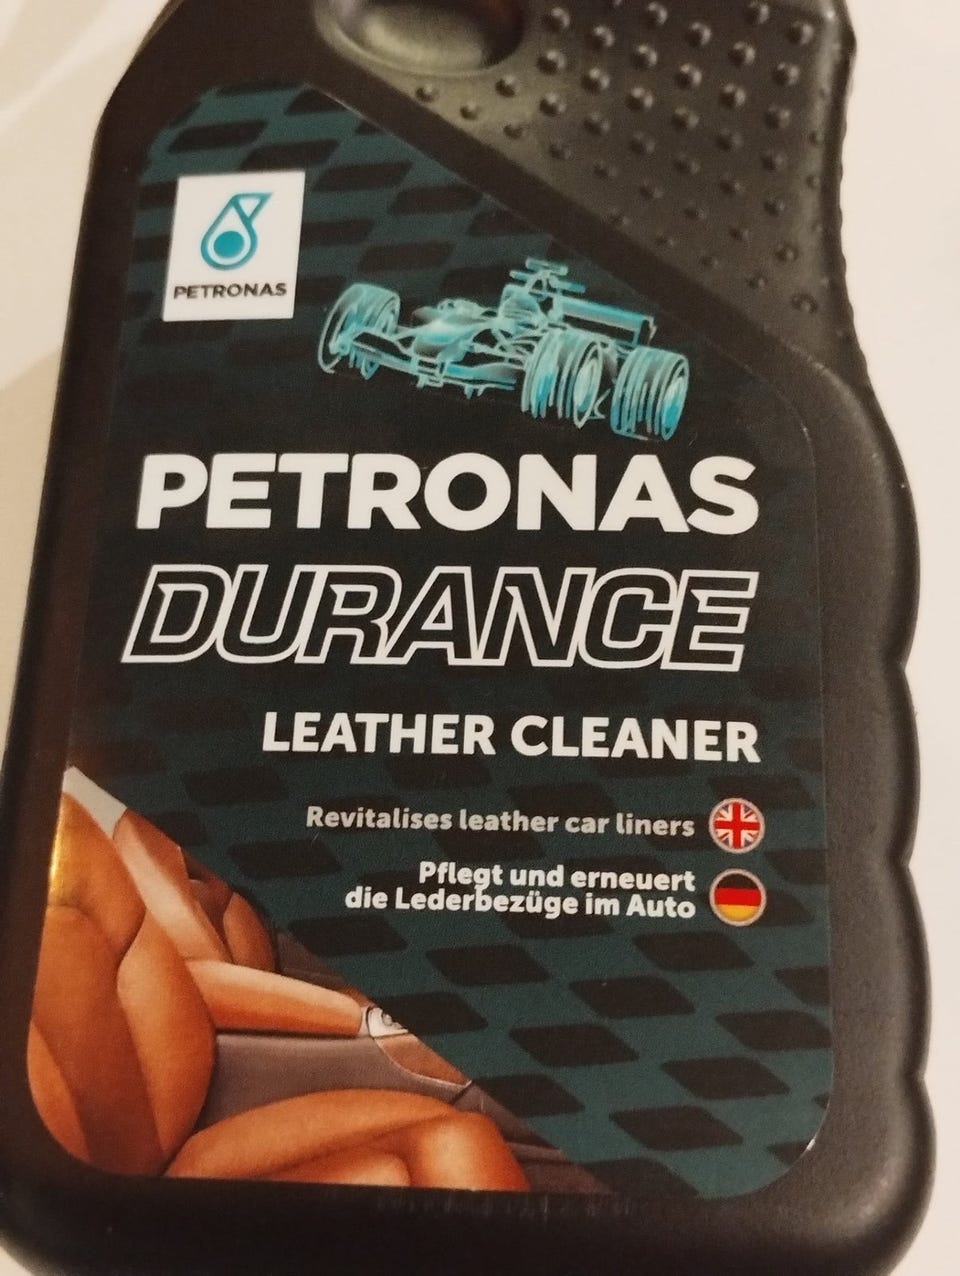 PETRONAS
PETRONAS
DURANCE
LEATHER CLEANER
Revitalises leather car liners
Pflegt und erneuert
die Lederbezüge im Auto